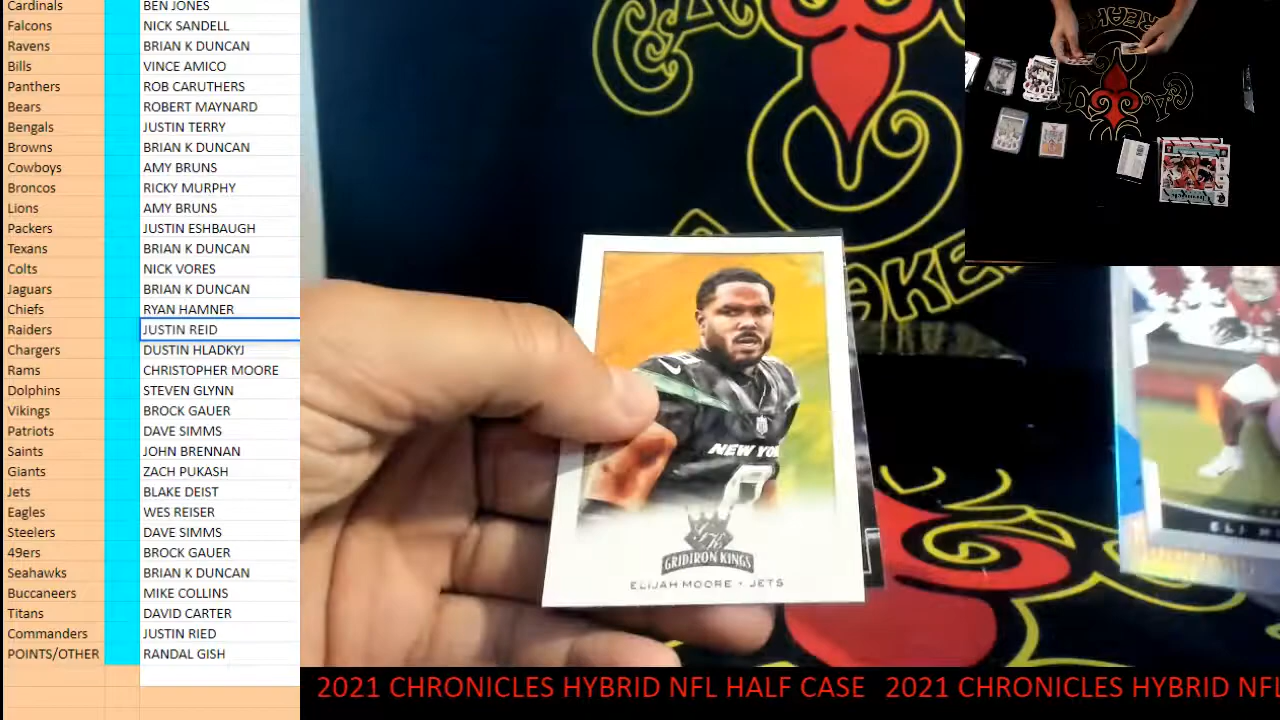 Cardinals BEN JONES
Falcons NICK SANDELL
Ravens BRIAN K DUNCAN
Bills VINCE AMICO
Panthers ROB CARUTHERS
Bears ROBERT MAYNARD
Bengals JUSTIN TERRY
Browns BRIAN K DUNCAN
Cowboys AMY BRUNS
Broncos RICKY MURPHY
Lions AMY BRUNS
Packers JUSTIN ESHBAUGH
Texans BRIAN K DUNCAN
Colts NICK VORES
Jaguars BRIAN K DUNCAN
Chiefs RYAN HAMNER
Raiders JUSTIN REID
Chargers DUSTIN HLADKYJ
Rams CHRISTOPHER MOORE
Dolphins STEVEN GLYNN
Vikings BROCK GAUER
Patriots DAVE SIMMS
Saints JOHN BRENNAN
Giants ZACH PUKASH
Jets BLAKE DEIST
Eagles WES REISER
Steelers DAVE SIMMS
49ers BROCK GAUER
Seahawks BRIAN K DUNCAN
Buccaneers MIKE COLLINS
Titans DAVID CARTER
Commanders JUSTIN RIED
POINTS/OTHER RANDAL GISH
NEW YO
8
GK
GRIDIRON KINGS
ELIJAH MOORE • JETS
ELI
2021 CHRONICLES HYBRID NFL HALF CASE 2021 CHRONICLES HYBRID NFL